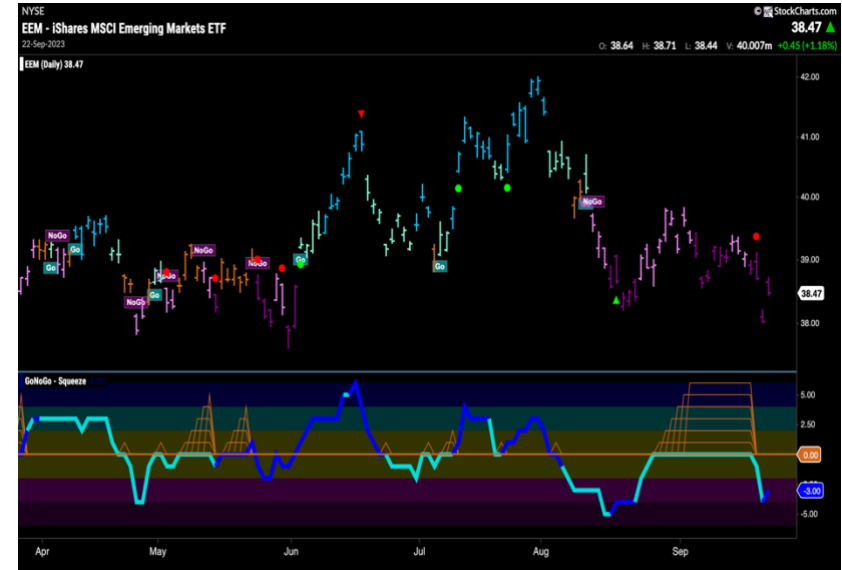 NYSE
© StockCharts.com
EEM - iShares MSCI Emerging Markets ETF
38.47
22-Sep-2023
O: 38.64 H: 38.71 L: 38.44 V: 40.007m +0.45 (+1.18%)
EEM (Daily) 38.47
42.00
41.00
40.00
39.00
38.47
38.00
NoGo
Go
Go
NoGo
NoGo
Go
NoGo
NoGo
Go
Go
NoGo
GoNoGo - Squeeze
5.00
2.50
0.00
-3.00
-5.00
Apr
May
Jun
Jul
Aug
Sep